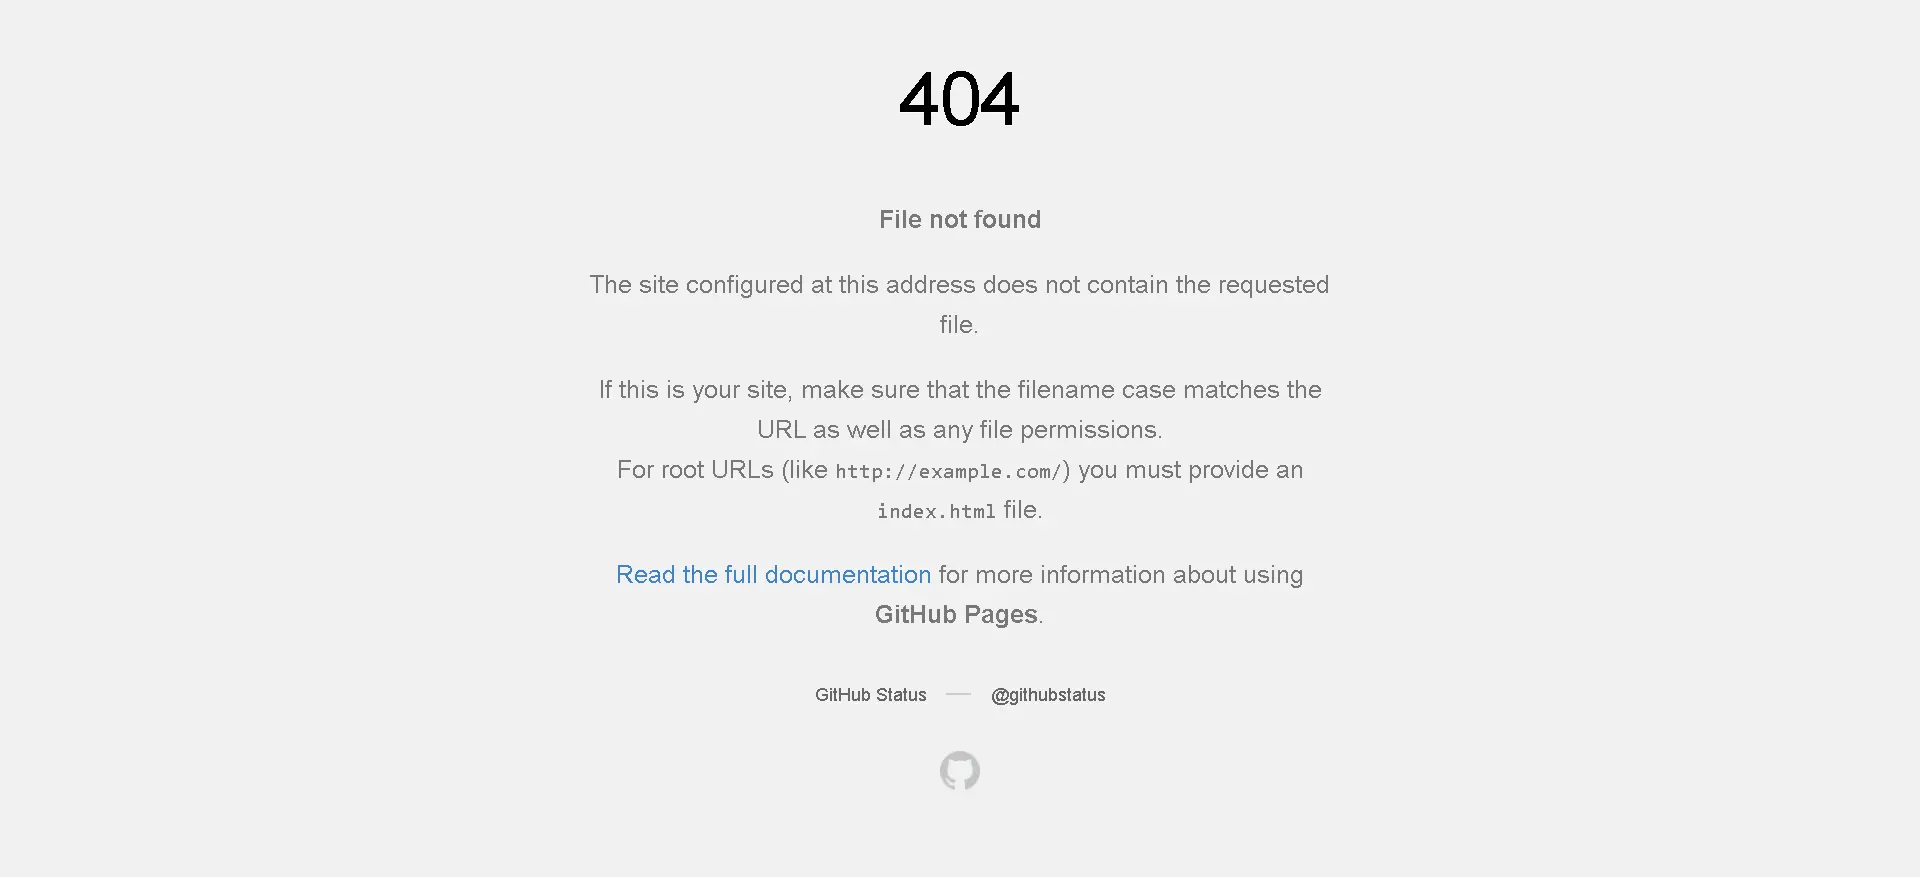 404
File not found
The site configured at this address does not contain the requested
file.
If this is your site, make sure that the filename case matches the
URL as well as any file permissions.
For root URLs (like http://example.com/) you must provide an
index.html file.
Read the full documentation for more information about using
GitHub Pages.
GitHub Status — @githubstatus